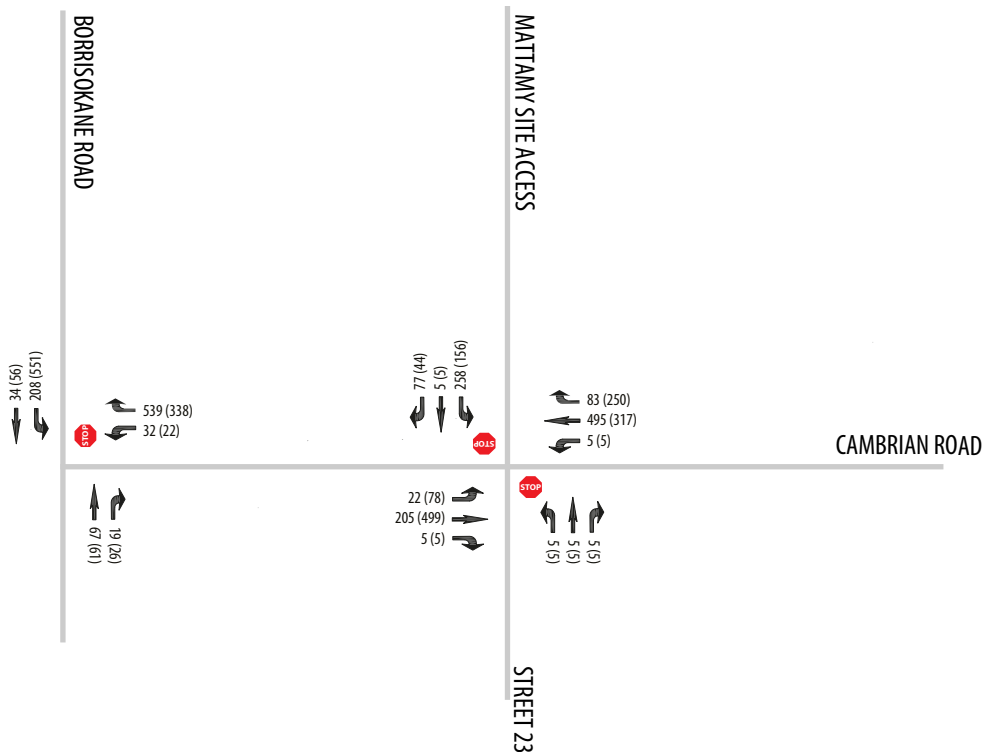 BORRISOKANE ROAD
MATTAMY SITE ACCESS
34 (56)
208 (551)
STOP
539 (338)
32 (22)
77 (44)
5 (5)
258 (156)
STOP
83 (250)
495 (317)
5 (5)
CAMBRIAN ROAD
67 (61)
19 (26)
22 (78)
205 (499)
5 (5)
STOP
5 (5)
5 (5)
5 (5)
STREET 23